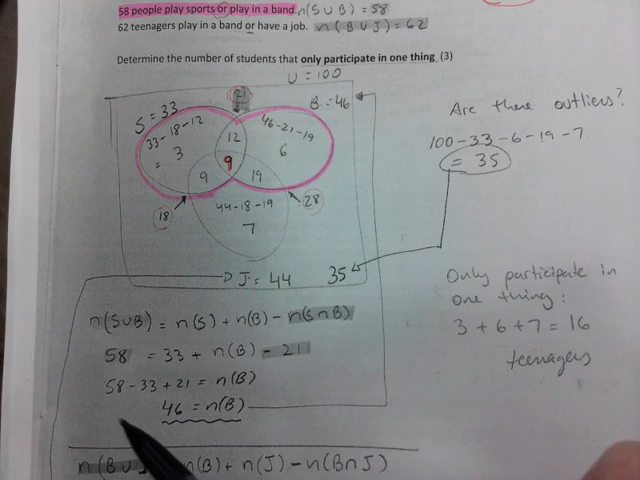 58 people play sports or play in a band. n(S∪B) = 58
62 teenagers play in a band or have a job. n(B∪J) = 62
Determine the number of students that only participate in one thing. (3)
U = 100
21
S = 33
B = 46
33-18-12
= 3
12
46-21-19
6
9
9
19
18
28
44-18-19
7
J = 44
35
Are there outliers?
100-33-6-19-7
= 35
Only participate in
one thing:
3 + 6 + 7 = 16
teenagers
n(S∪B) = n(S) + n(B) - n(S∩B)
58 = 33 + n(B) - 21
58 - 33 + 21 = n(B)
46 = n(B)
n(B∪J n(B) + n(J) - n(B∩J)